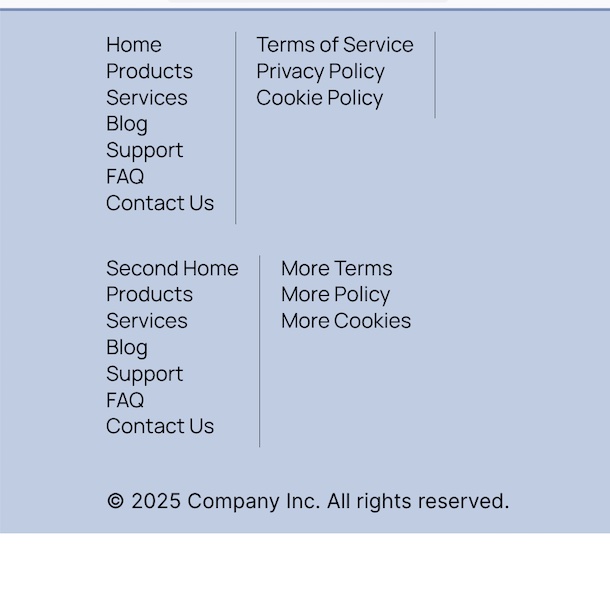 Home
Products
Services
Blog
Support
FAQ
Contact Us
Terms of Service
Privacy Policy
Cookie Policy
Second Home
Products
Services
Blog
Support
FAQ
Contact Us
More Terms
More Policy
More Cookies
© 2025 Company Inc. All rights reserved.